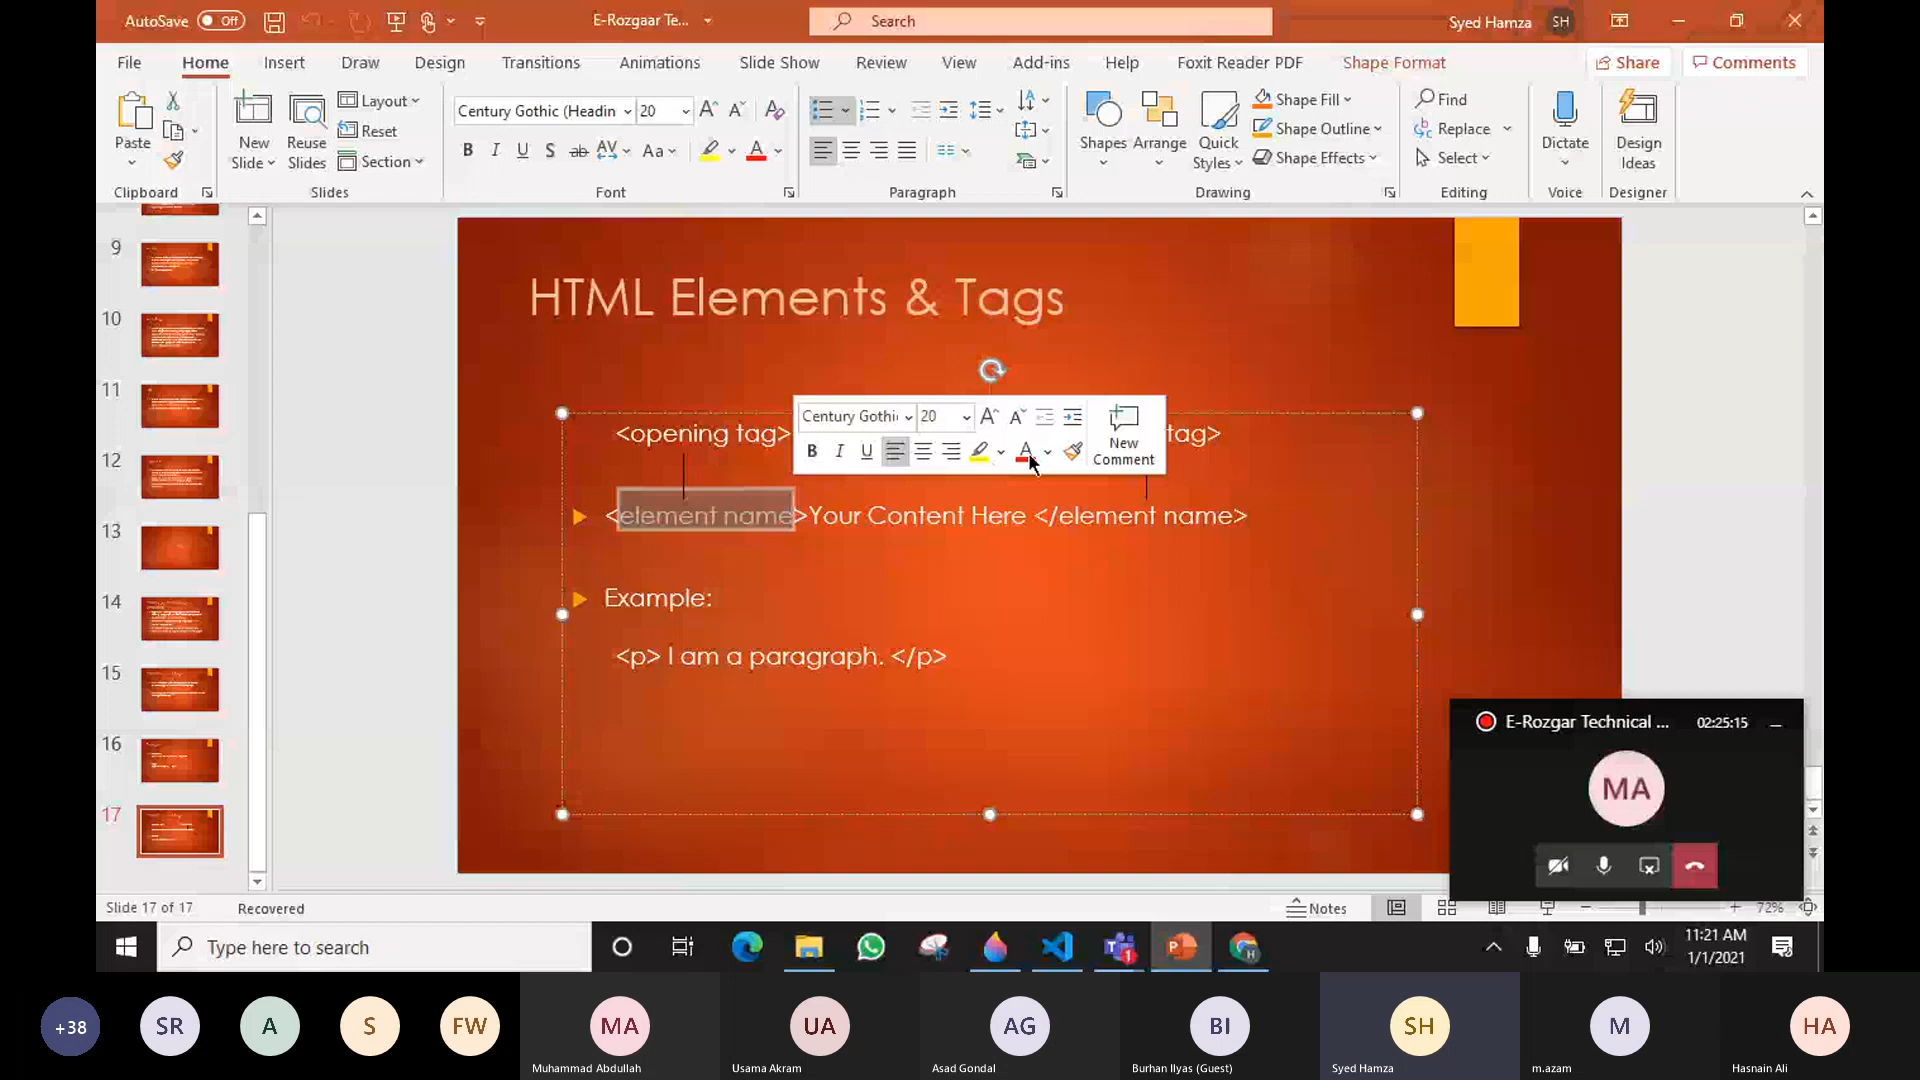 AutoSave Off E-Rozgaar Te... Search Syed Hamza SH
File Home Insert Draw Design Transitions Animations Slide Show Review View Add-ins Help Foxit Reader PDF Shape Format Share Comments
Paste
New Slide
Reuse Slides
Layout
Reset
Section
Century Gothic (Headin 20
Shapes
Arrange
Quick Styles
Shape Fill
Shape Outline
Shape Effects
Find
Replace
Select
Dictate
Design Ideas
Clipboard Slides Font Paragraph Drawing Editing Voice Designer
9
10
11
12
13
14
15
16
17
HTML Elements & Tags
Century Gothi 20
New Comment
<opening tag> tag>
<element name>Your Content Here </element name>
Example:
<p> I am a paragraph. </p>
E-Rozgar Technical ... 02:25:15
MA
Slide 17 of 17 Recovered Notes 72%
Type here to search
11:21 AM
1/1/2021
+38 SR A S FW MA UA AG BI SH M HA
Muhammad Abdullah Usama Akram Asad Gondal Burhan Ilyas (Guest) Syed Hamza m.azam Hasnain Ali